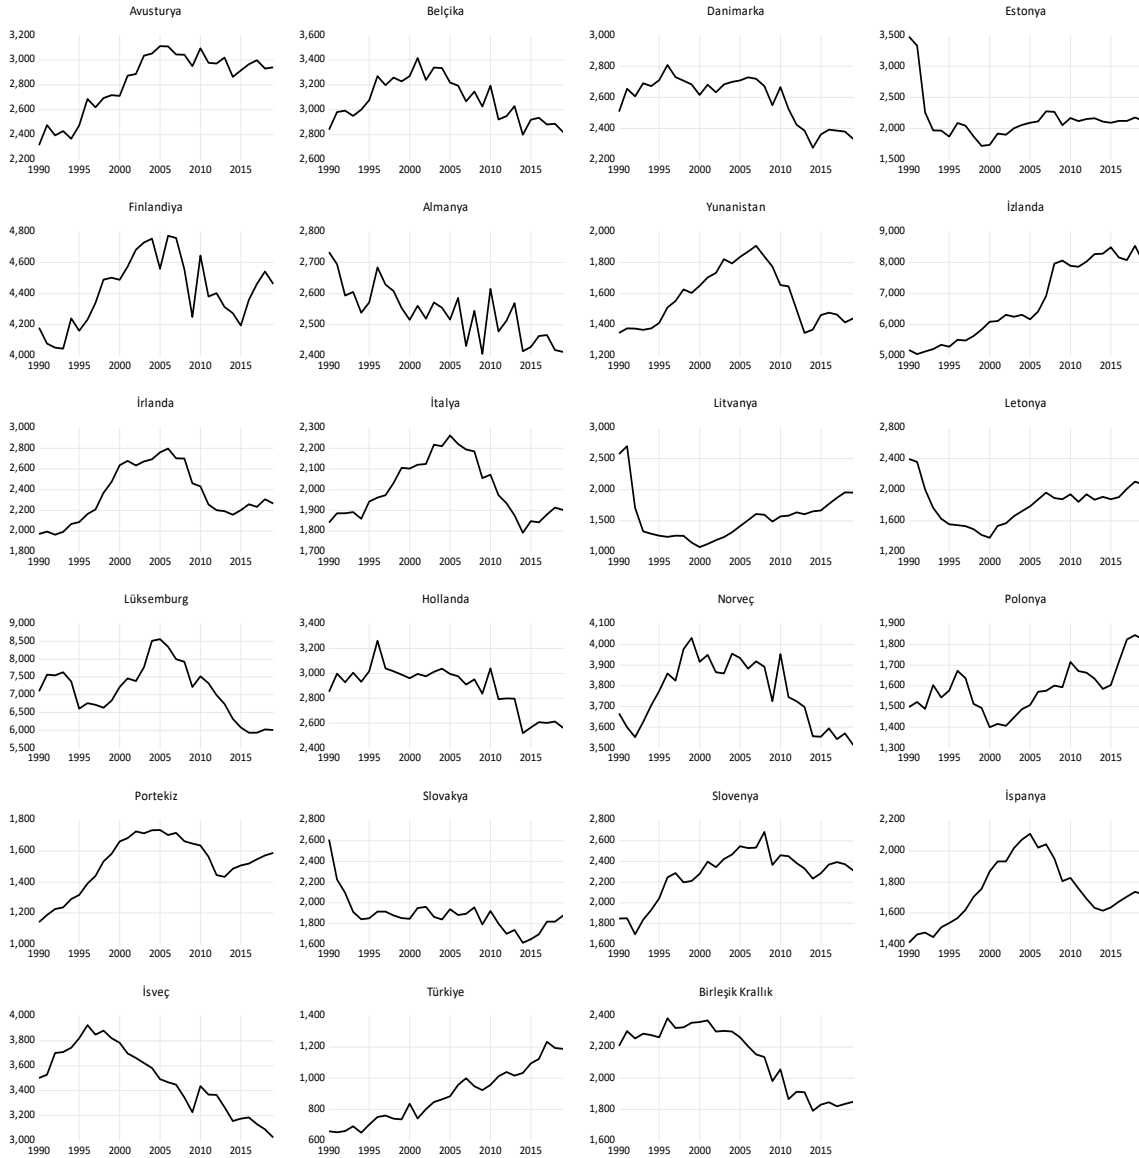 Avusturya
3,200
3,000
2,800
2,600
2,400
2,200
1990 1995 2000 2005 2010 2015
Belçika
3,600
3,400
3,200
3,000
2,800
2,600
1990 1995 2000 2005 2010 2015
Danimarka
3,000
2,800
2,600
2,400
2,200
1990 1995 2000 2005 2010 2015
Estonya
3,500
3,000
2,500
2,000
1,500
1990 1995 2000 2005 2010 2015
Finlandiya
4,800
4,600
4,400
4,200
4,000
1990 1995 2000 2005 2010 2015
Almanya
2,800
2,700
2,600
2,500
2,400
1990 1995 2000 2005 2010 2015
Yunanistan
2,000
1,800
1,600
1,400
1,200
1990 1995 2000 2005 2010 2015
İzlanda
9,000
8,000
7,000
6,000
5,000
1990 1995 2000 2005 2010 2015
İrlanda
3,000
2,800
2,600
2,400
2,200
2,000
1,800
1990 1995 2000 2005 2010 2015
İtalya
2,300
2,200
2,100
2,000
1,900
1,800
1,700
1990 1995 2000 2005 2010 2015
Litvanya
3,000
2,500
2,000
1,500
1,000
1990 1995 2000 2005 2010 2015
Letonya
2,800
2,400
2,000
1,600
1,200
1990 1995 2000 2005 2010 2015
Lüksemburg
9,000
8,500
8,000
7,500
7,000
6,500
6,000
5,500
1990 1995 2000 2005 2010 2015
Hollanda
3,400
3,200
3,000
2,800
2,600
2,400
1990 1995 2000 2005 2010 2015
Norveç
4,100
4,000
3,900
3,800
3,700
3,600
3,500
1990 1995 2000 2005 2010 2015
Polonya
1,900
1,800
1,700
1,600
1,500
1,400
1,300
1990 1995 2000 2005 2010 2015
Portekiz
1,800
1,600
1,400
1,200
1,000
1990 1995 2000 2005 2010 2015
Slovakya
2,800
2,600
2,400
2,200
2,000
1,800
1,600
1990 1995 2000 2005 2010 2015
Slovenya
2,800
2,600
2,400
2,200
2,000
1,800
1,600
1990 1995 2000 2005 2010 2015
İspanya
2,200
2,000
1,800
1,600
1,400
1990 1995 2000 2005 2010 2015
İsveç
4,000
3,800
3,600
3,400
3,200
3,000
1990 1995 2000 2005 2010 2015
Türkiye
1,400
1,200
1,000
800
600
1990 1995 2000 2005 2010 2015
Birleşik Krallık
2,400
2,200
2,000
1,800
1,600
1990 1995 2000 2005 2010 2015